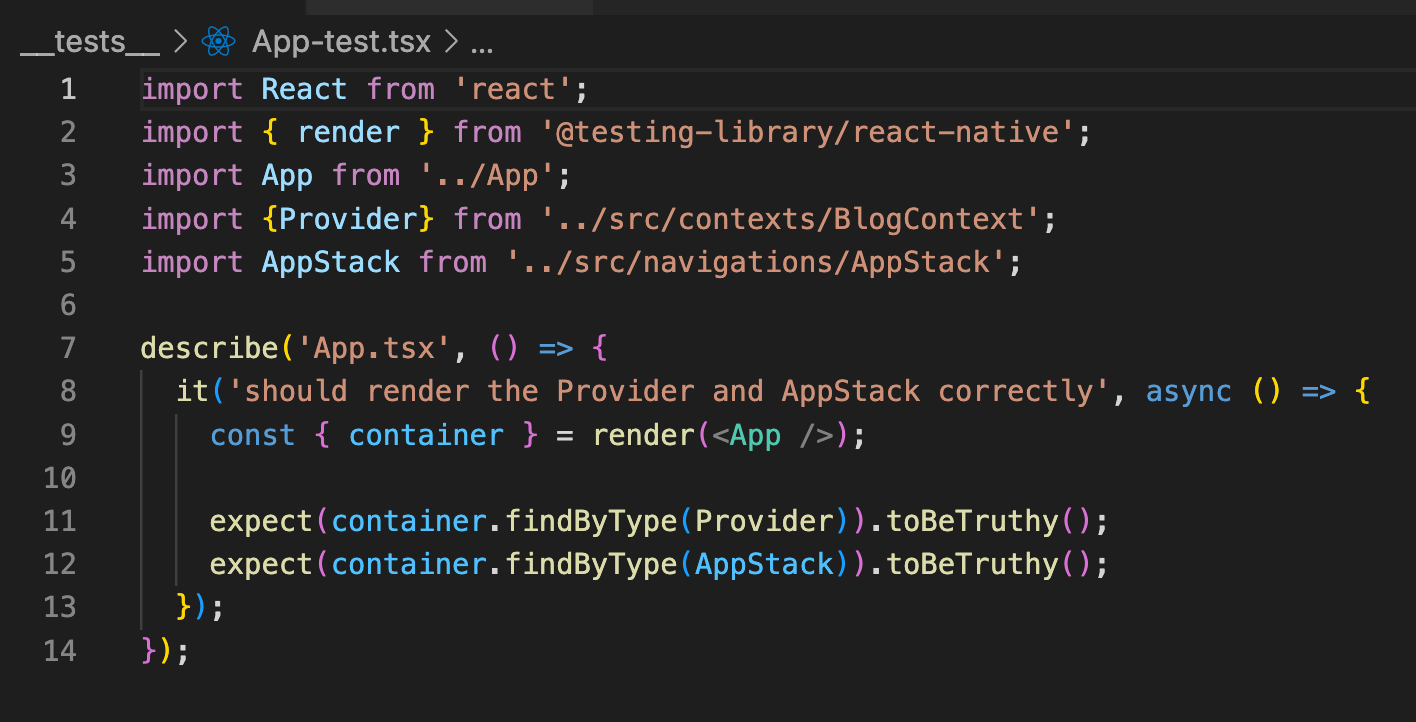 __tests__ > App-test.tsx > ...
1 import React from 'react';
2 import { render } from '@testing-library/react-native';
3 import App from '../App';
4 import {Provider} from '../src/contexts/BlogContext';
5 import AppStack from '../src/navigations/AppStack';
6
7 describe('App.tsx', () => {
8   it('should render the Provider and AppStack correctly', async () => {
9     const { container } = render(<App />);
10
11     expect(container.findByType(Provider)).toBeTruthy();
12     expect(container.findByType(AppStack)).toBeTruthy();
13   });
14 });